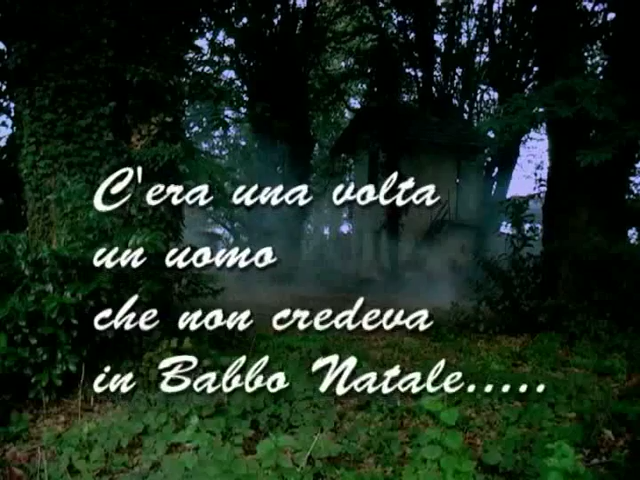 C'era una volta
un uomo
che non credeva
in Babbo Natale.....